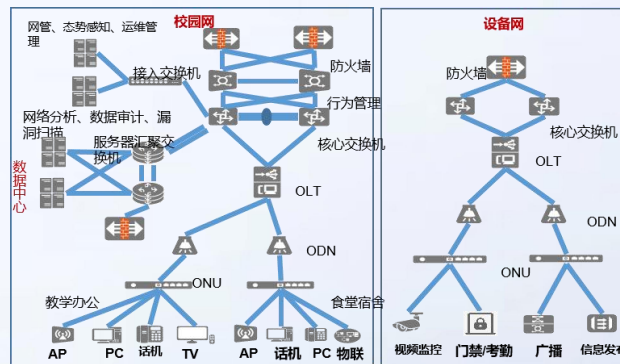 校园网
网管、态势感知、运维管
理
接入交换机
防火墙
行为管理
网络分析、数据审计、漏
洞扫描
服务器汇聚交
换机
核心交换机
数据中心
OLT
ODN
ONU
教学办公
食堂宿舍
AP
PC
话机
TV
AP
话机
PC
物联
设备网
防火墙
核心交换机
OLT
ODN
ONU
视频监控
门禁/考勤
广播
信息发布